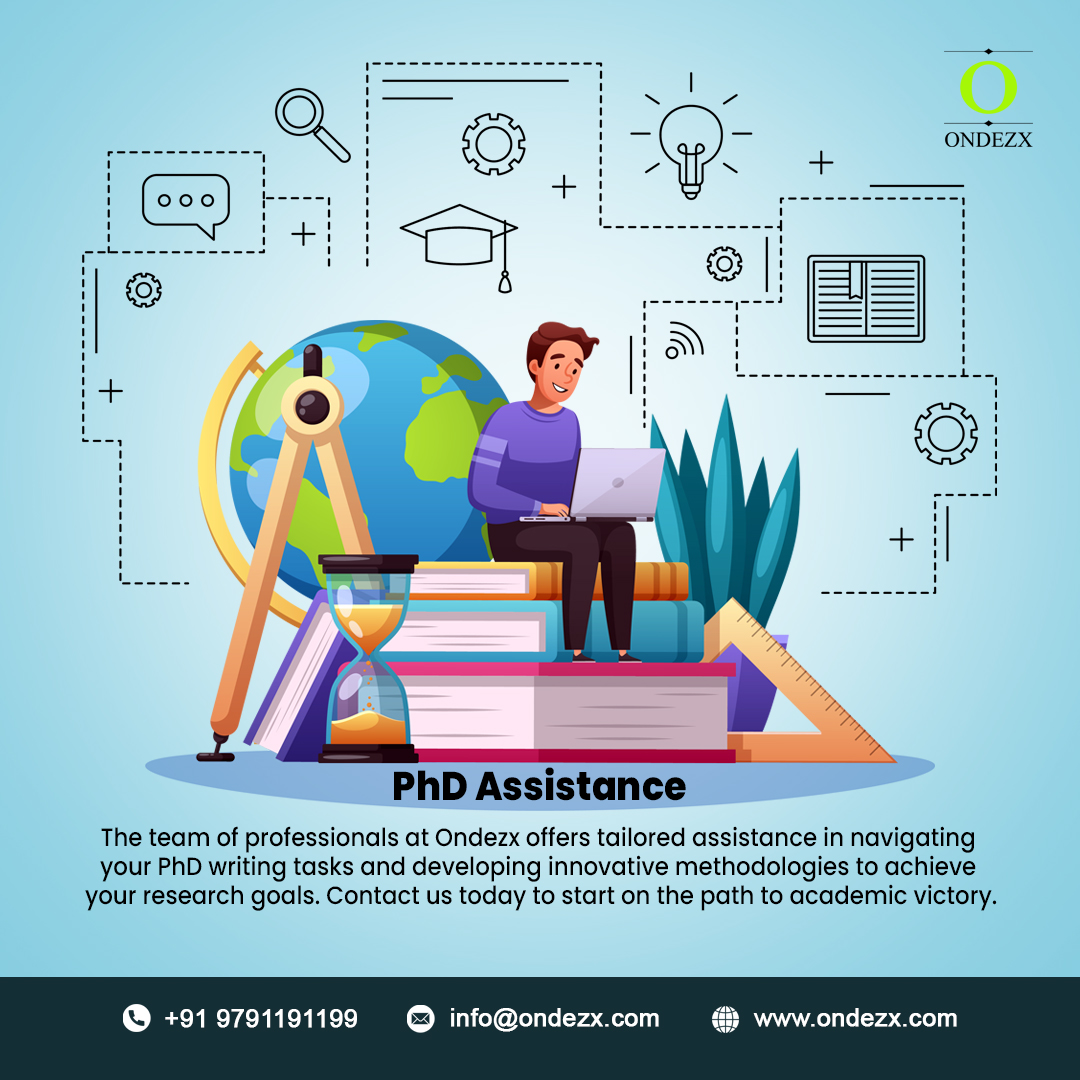 O
ONDEZX
PhD Assistance
The team of professionals at Ondezx offers tailored assistance in navigating
your PhD writing tasks and developing innovative methodologies to achieve
your research goals. Contact us today to start on the path to academic victory.
+91 9791191199
info@ondezx.com
www.ondezx.com